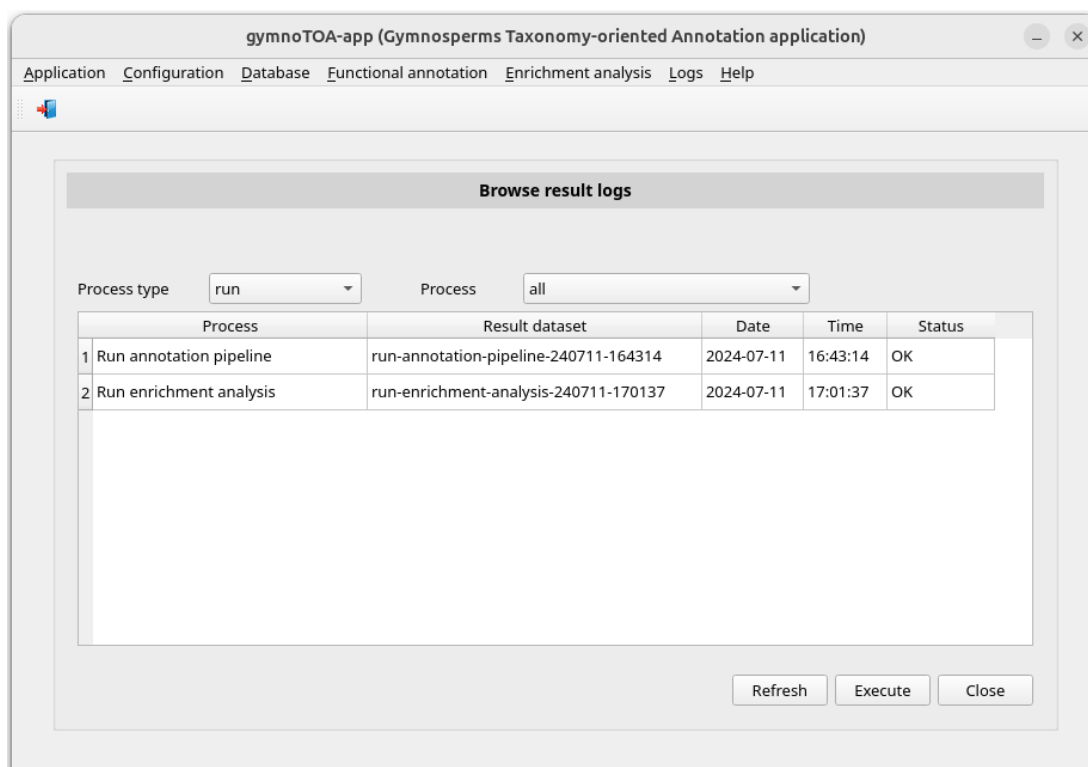 gymnoTOA-app (Gymnosperms Taxonomy-oriented Annotation application)
Application Configuration Database Functional annotation Enrichment analysis Logs Help
Browse result logs
Process type run Process all
Process Result dataset Date Time Status
1 Run annotation pipeline run-annotation-pipeline-240711-164314 2024-07-11 16:43:14 OK
2 Run enrichment analysis run-enrichment-analysis-240711-170137 2024-07-11 17:01:37 OK
Refresh Execute Close